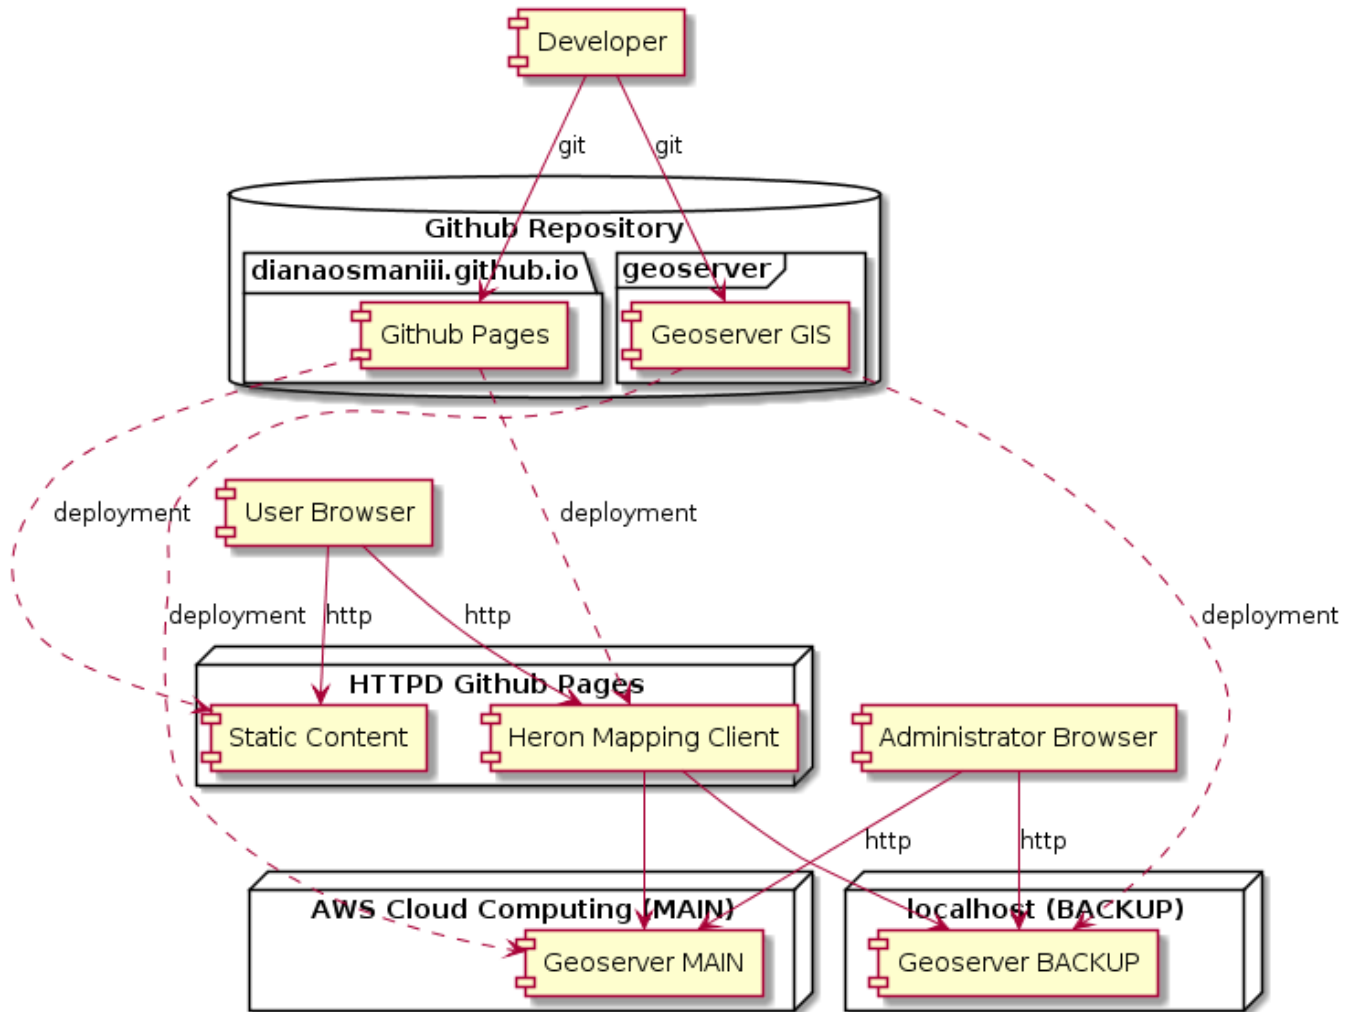 Developer
git
git
Github Repository
dianaosmaniii.github.io
geoserver
Github Pages
Geoserver GIS
deployment
User Browser
deployment
deployment
http
http
deployment
HTTPD Github Pages
Static Content
Heron Mapping Client
Administrator Browser
http
http
AWS Cloud Computing (MAIN)
localhost (BACKUP)
Geoserver MAIN
Geoserver BACKUP